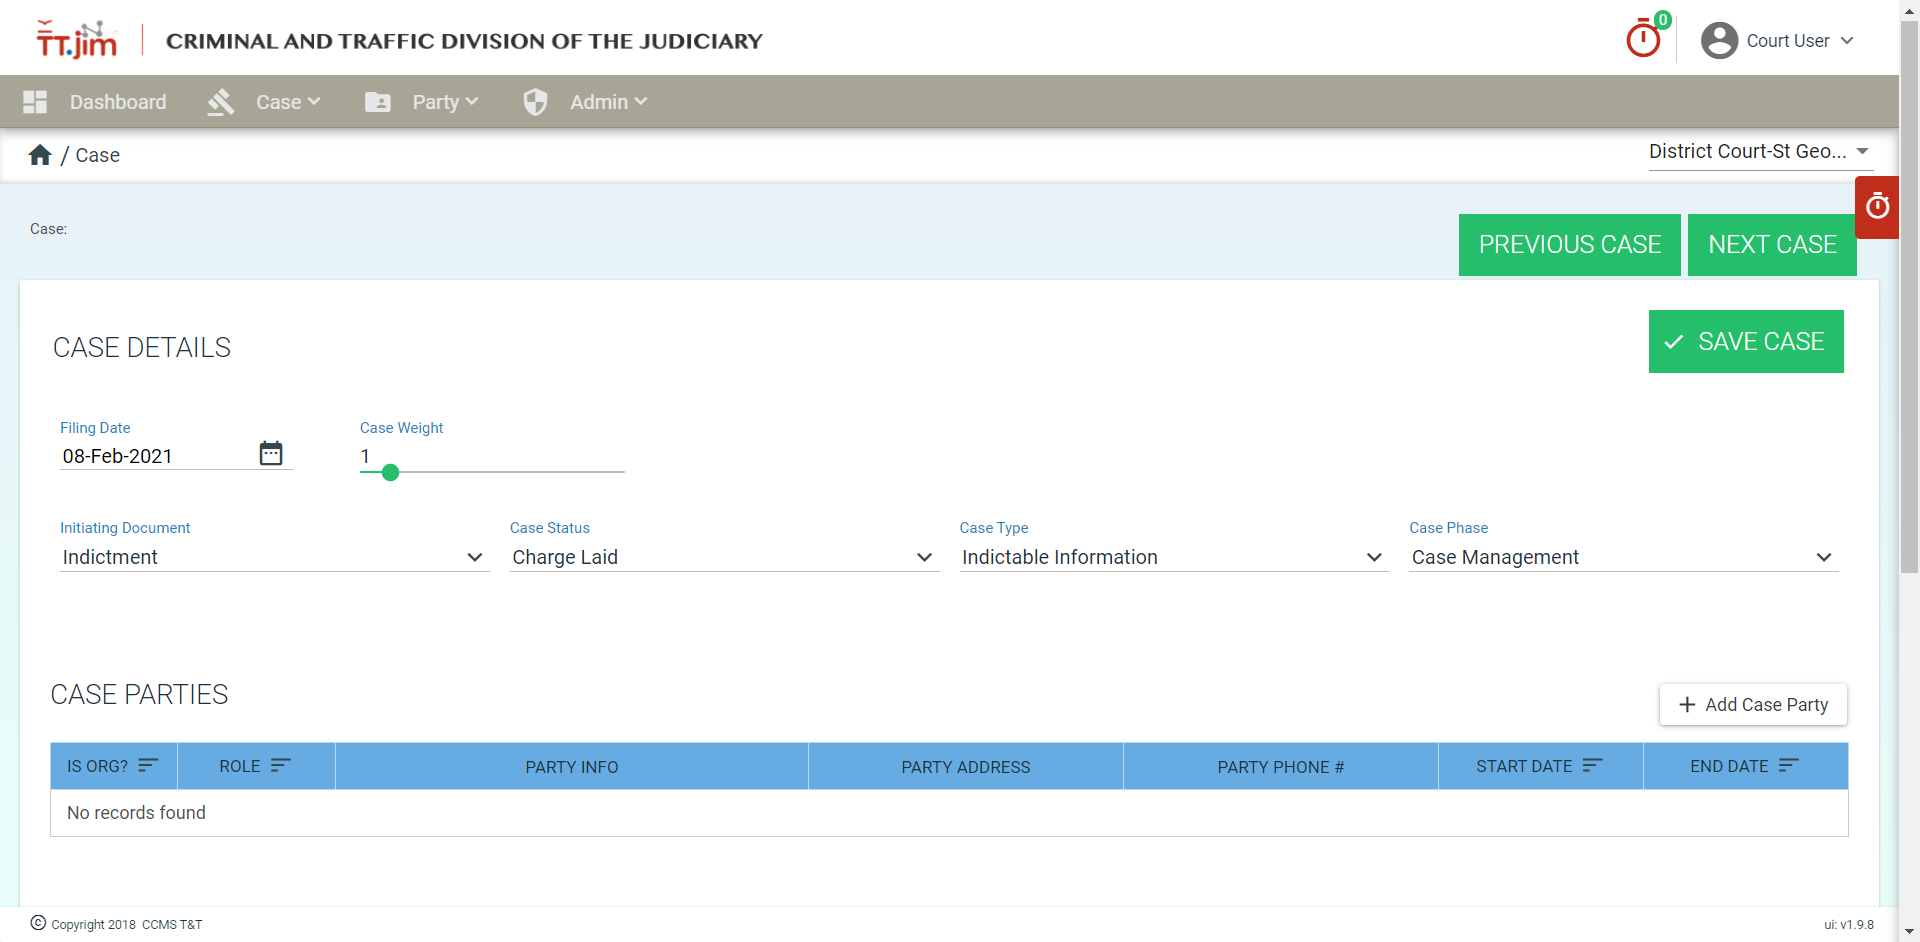 TT.jim
CRIMINAL AND TRAFFIC DIVISION OF THE JUDICIARY
0
Court User
Dashboard
Case
Party
Admin
/ Case
District Court-St Geo...
Case:
PREVIOUS CASE
NEXT CASE
CASE DETAILS
SAVE CASE
Filing Date
Case Weight
08-Feb-2021
1
Initiating Document
Case Status
Case Type
Case Phase
Indictment
Charge Laid
Indictable Information
Case Management
CASE PARTIES
Add Case Party
IS ORG?
ROLE
PARTY INFO
PARTY ADDRESS
PARTY PHONE #
START DATE
END DATE
No records found
© Copyright 2018 CCMS T&T
ui: v1.9.8